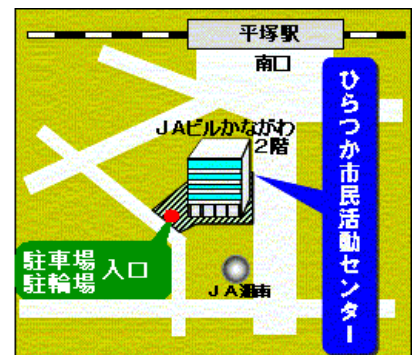 平塚駅
南口
ＪＡビルかながわ
2階
ひらつか市民活動センター
駐車場
駐輪場
入口
ＪＡ湘南